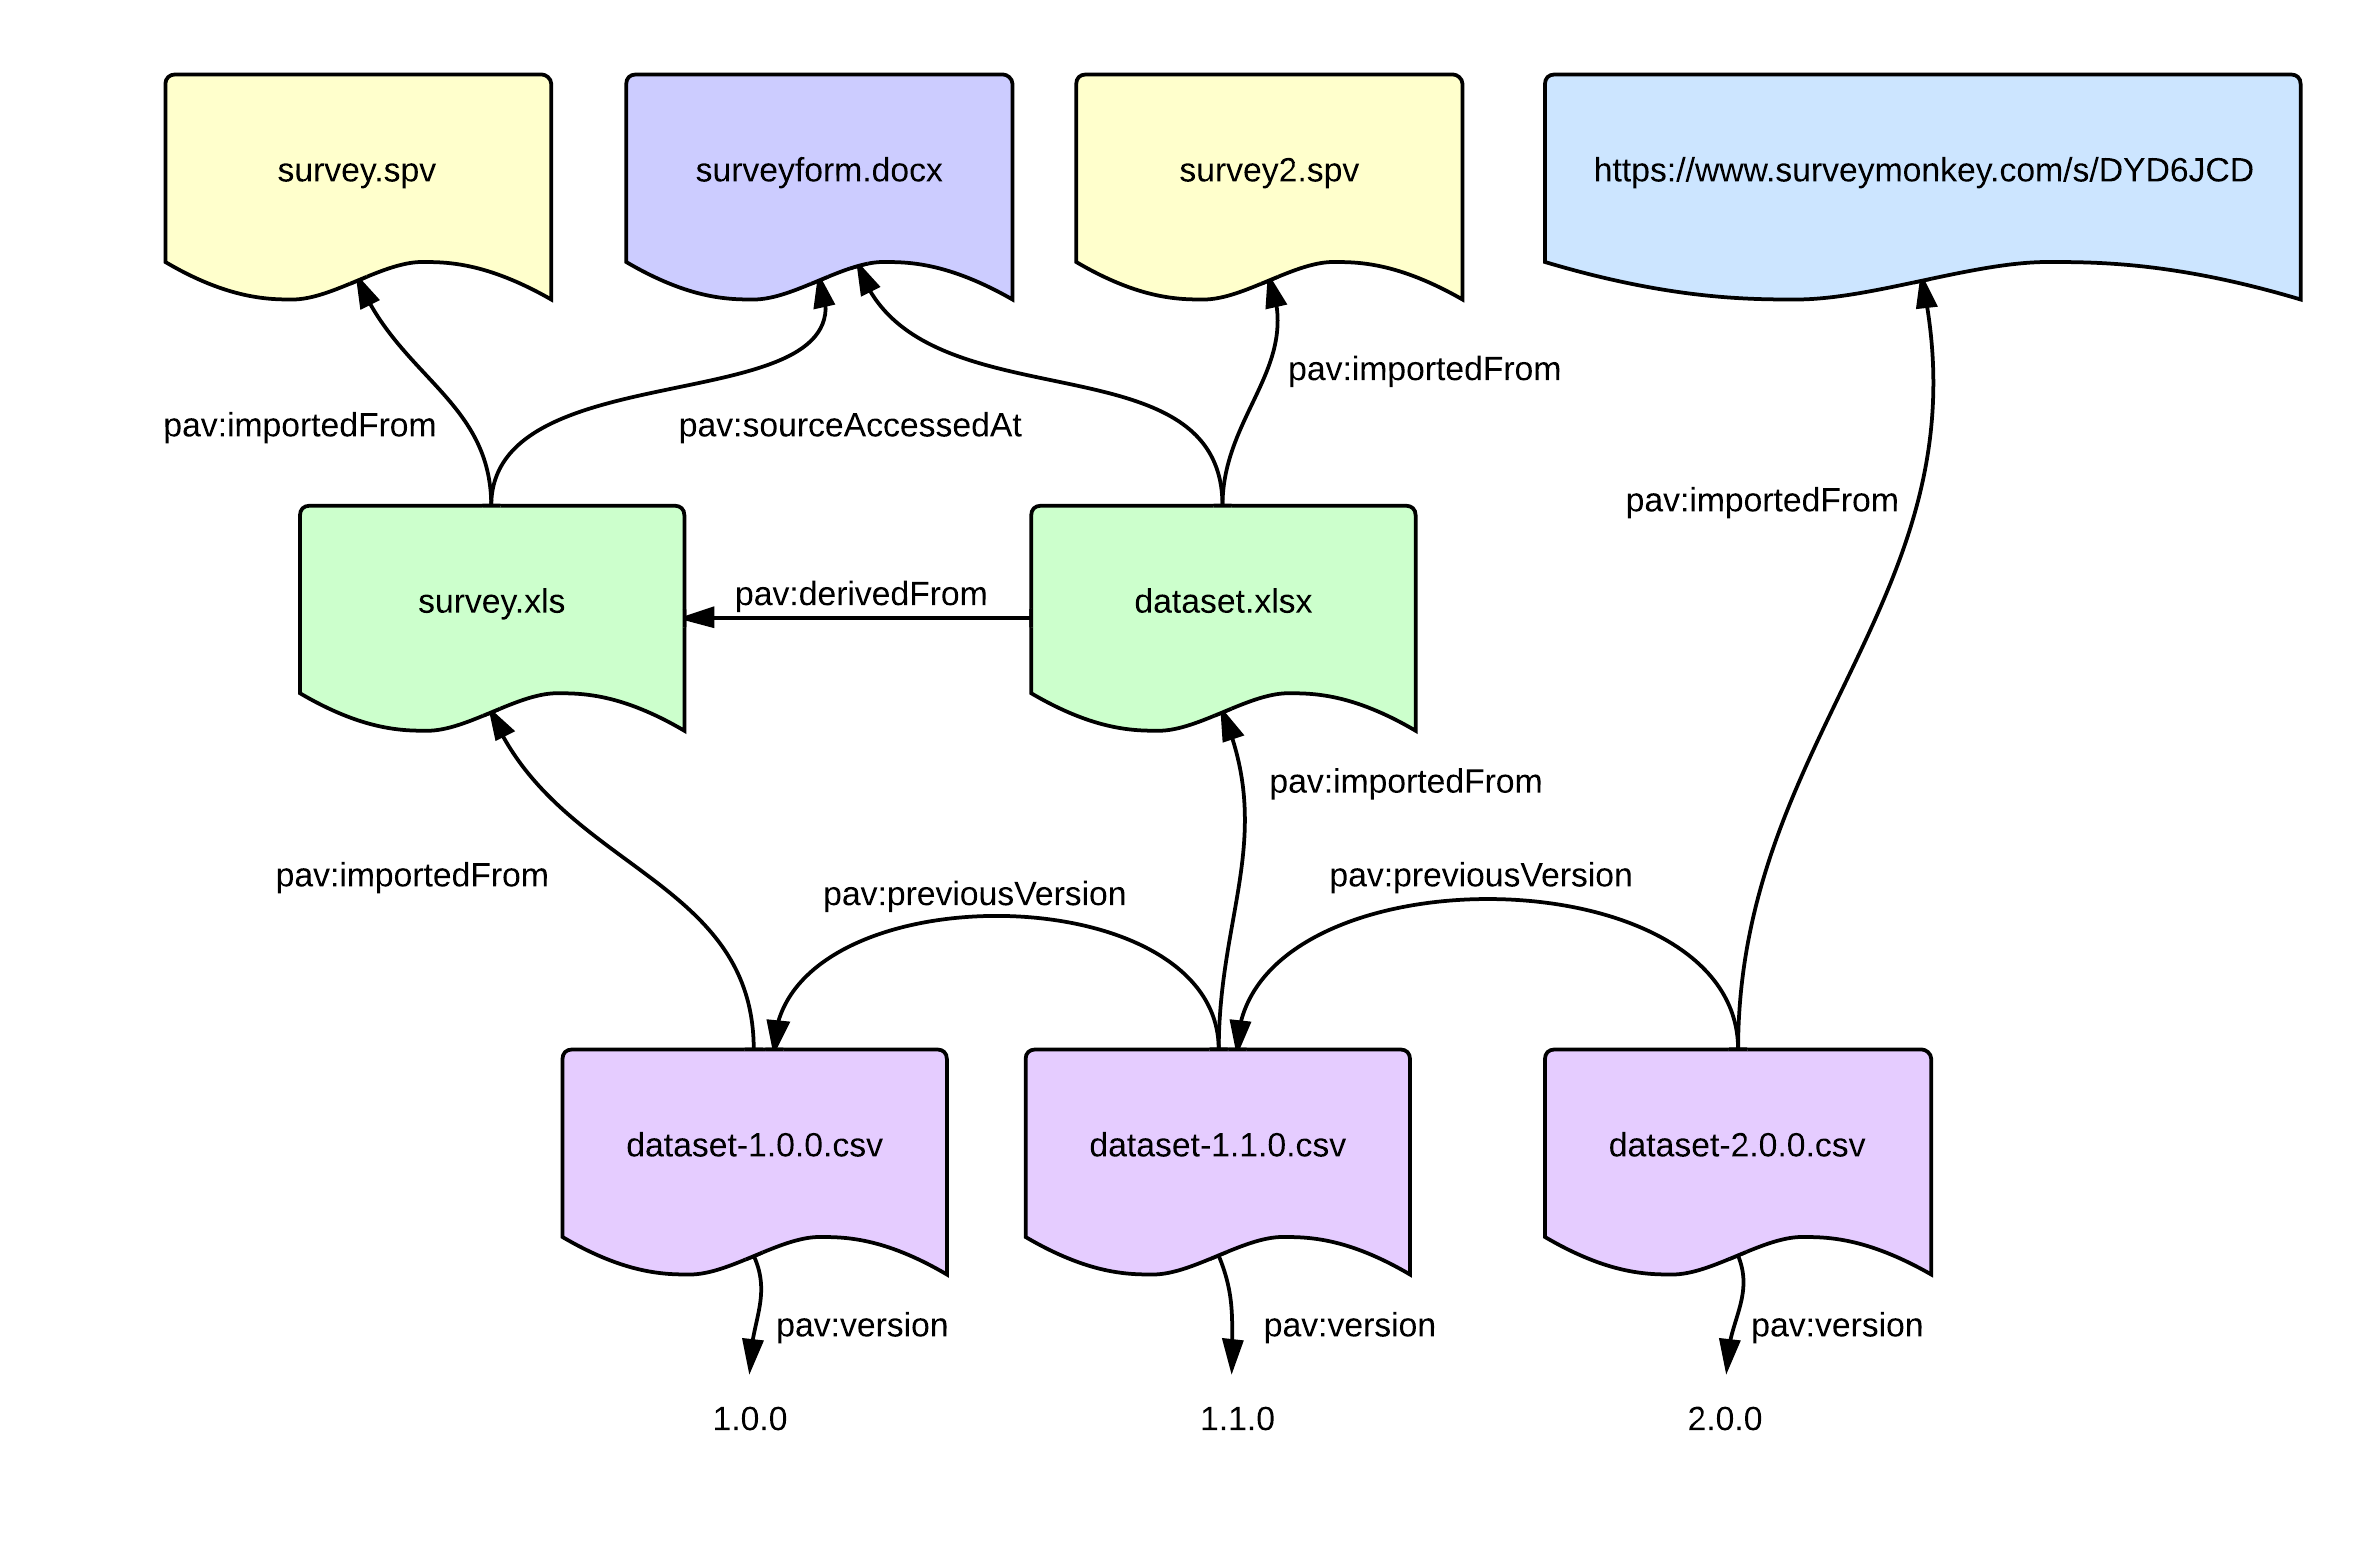 survey.spv
surveyform.docx
survey2.spv
https://www.surveymonkey.com/s/DYD6JCD
pav:importedFrom
pav:importedFrom
pav:sourceAccessedAt
pav:importedFrom
pav:derivedFrom
survey.xls
dataset.xlsx
pav:importedFrom
pav:importedFrom
pav:previousVersion
pav:previousVersion
dataset-1.0.0.csv
dataset-1.1.0.csv
dataset-2.0.0.csv
pav:version
pav:version
pav:version
1.0.0
1.1.0
2.0.0